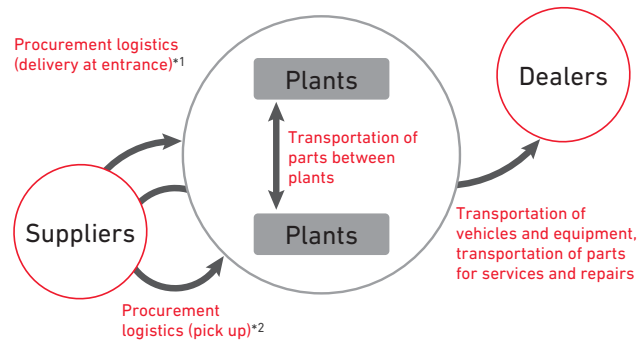 Procurement logistics
(delivery at entrance)*1
Plants
Dealers
Transportation of
parts between
plants
Suppliers
Plants
Transportation of
vehicles and equipment,
transportation of parts
for services and repairs
Procurement
logistics (pick up)*2